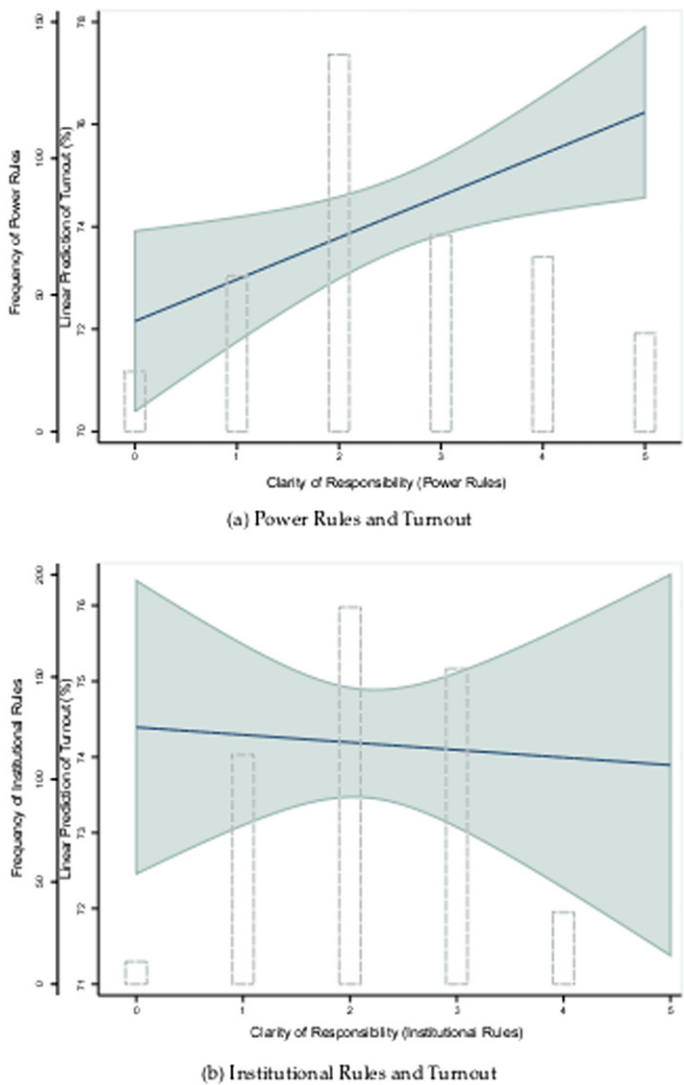 150
100
50
0
Frequency of Power Rules
78
76
74
72
70
Linear Prediction of Turnout (%)
0 1 2 3 4 5
Clarity of Responsibility (Power Rules)
(a) Power Rules and Turnout
200
150
100
50
0
Frequency of Institutional Rules
76
75
74
73
72
71
Linear Prediction of Turnout (%)
0 1 2 3 4 5
Clarity of Responsibility (Institutional Rules)
(b) Institutional Rules and Turnout